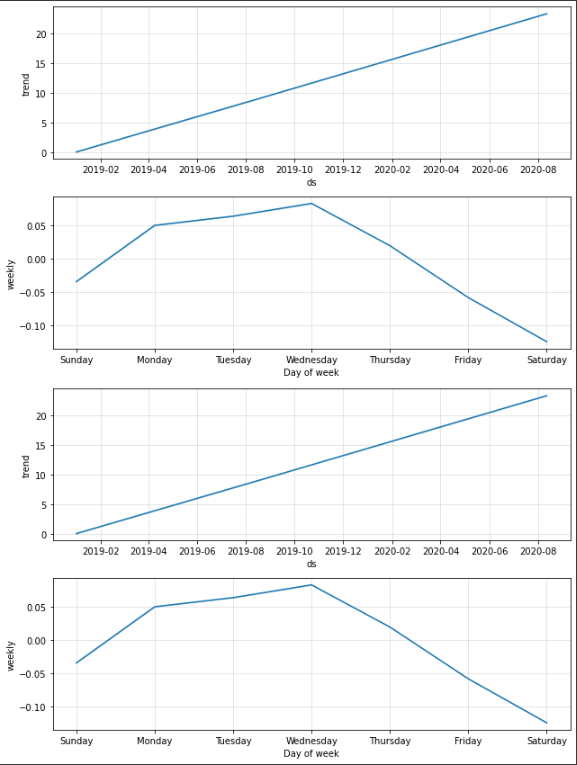 20
15
10
5
0
trend
2019-02 2019-04 2019-06 2019-08 2019-10 2019-12 2020-02 2020-04 2020-06 2020-08
ds
0.05
0.00
−0.05
−0.10
weekly
Sunday Monday Tuesday Wednesday Thursday Friday Saturday
Day of week
20
15
10
5
0
trend
2019-02 2019-04 2019-06 2019-08 2019-10 2019-12 2020-02 2020-04 2020-06 2020-08
ds
0.05
0.00
−0.05
−0.10
weekly
Sunday Monday Tuesday Wednesday Thursday Friday Saturday
Day of week